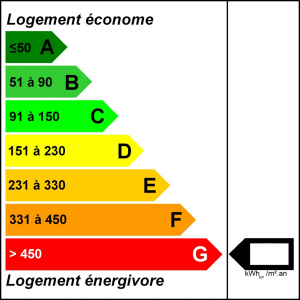 Logement économe
≤50 A
51 à 90 B
91 à 150 C
151 à 230 D
231 à 330 E
331 à 450 F
> 450 G
kWhEP /m².an
Logement énergivore